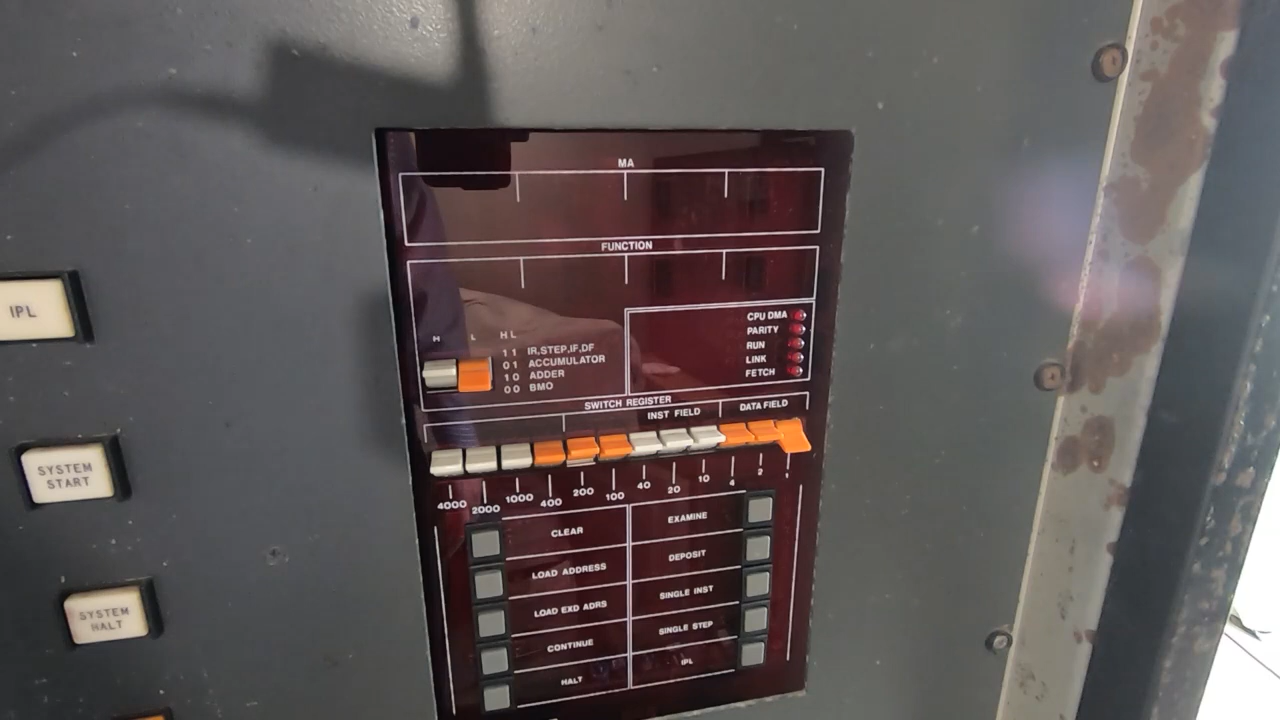 MA
FUNCTION
CPU DMA
PARITY
RUN
LINK
FETCH
H L H L
1 1 IR,STEP,IF,DF
0 1 ACCUMULATOR
1 0 ADDER
0 0 BMO
SWITCH REGISTER
INST FIELD DATA FIELD
4000 2000 1000 400 200 100 40 20 10 4 2 1
CLEAR EXAMINE
LOAD ADDRESS DEPOSIT
LOAD EXD ADRS SINGLE INST
CONTINUE SINGLE STEP
HALT IPL
IPL
SYSTEM
START
SYSTEM
HALT